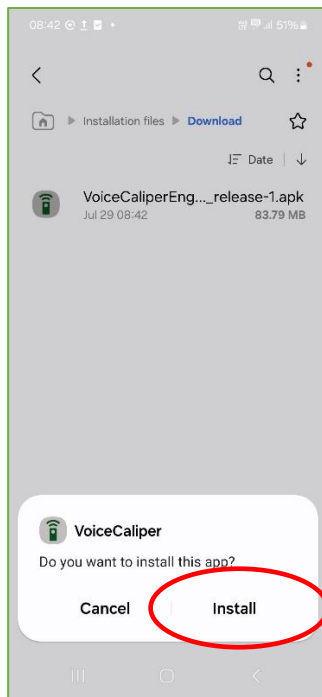 08:42
51%
Installation files ▶ Download
Date
VoiceCaliperEng..._release-1.apk
Jul 29 08:42 83.79 MB
VoiceCaliper
Do you want to install this app?
Cancel Install